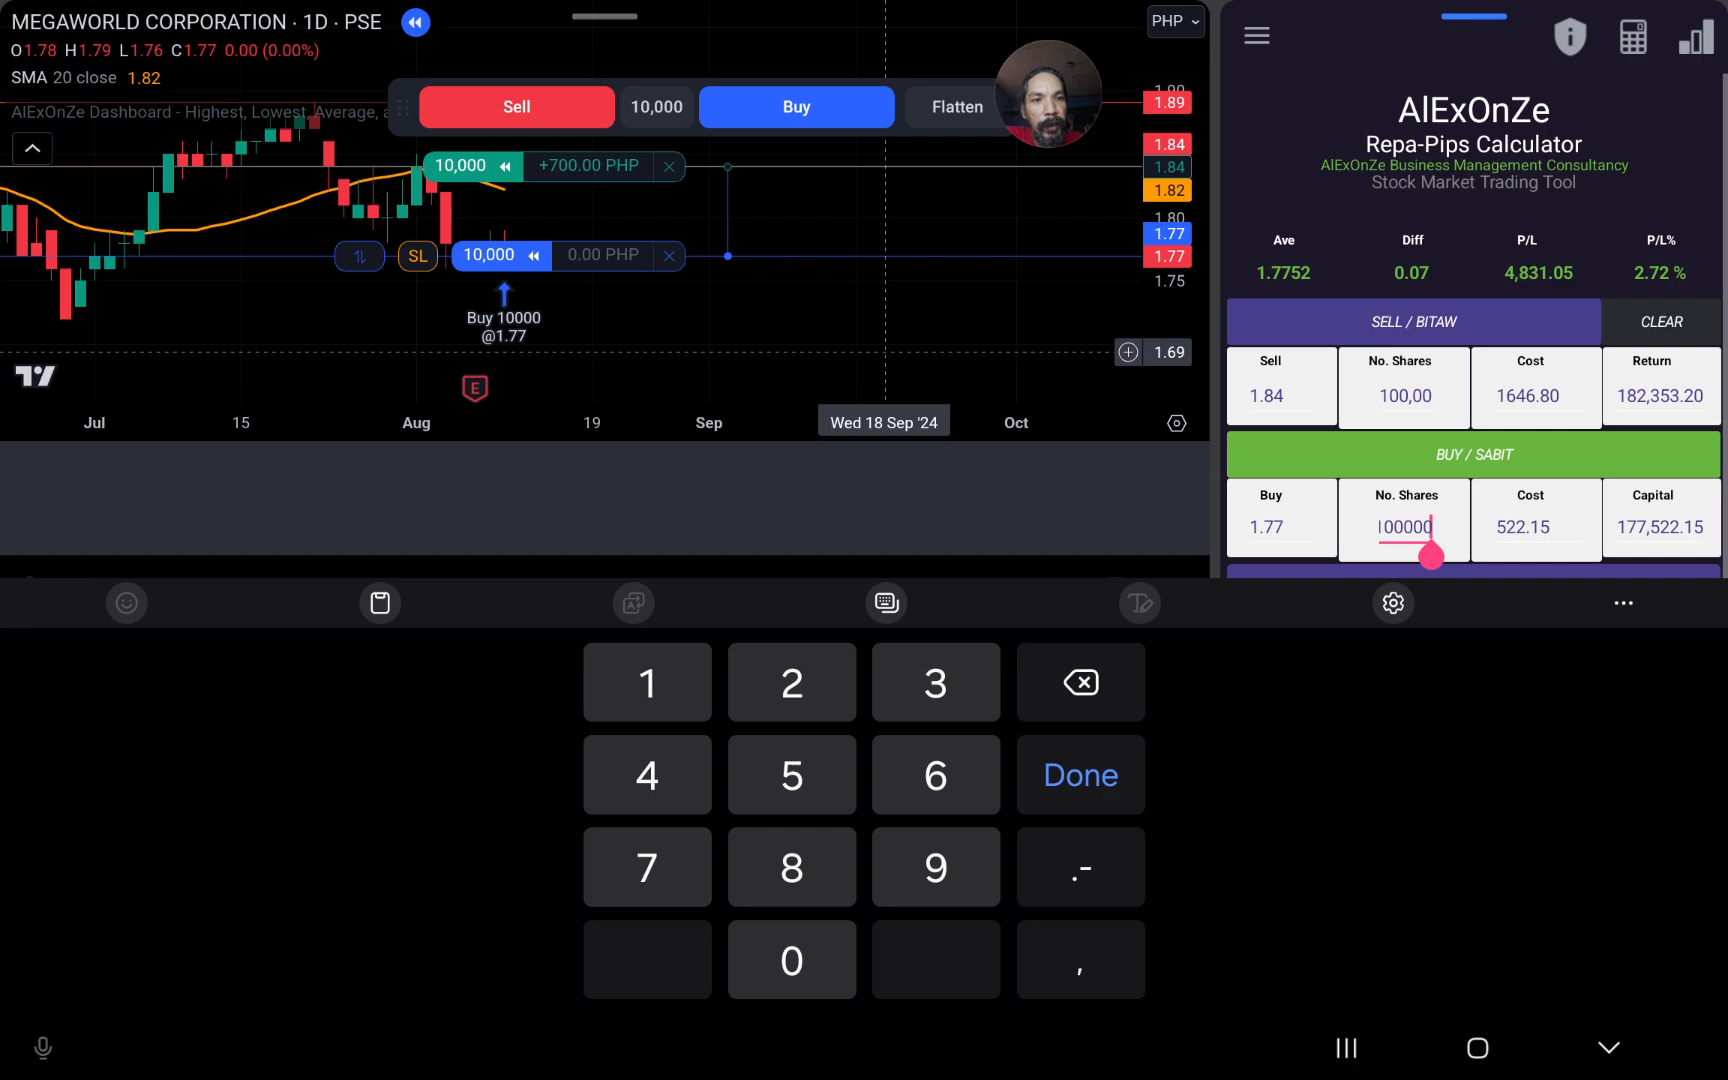 MEGAWORLD CORPORATION · 1D · PSE
PHP
O1.78 H1.79 L1.76 C1.77 0.00 (0.00%)
SMA 20 close 1.82
AlExOnZe Dashboard - Highest, Lowest, Average, a
Sell
10,000
Buy
Flatten
10,000
+700.00 PHP
SL
10,000
0.00 PHP
Buy 10000
@1.77
E
1.89
1.84
1.84
1.82
1.80
1.77
1.77
1.75
1.69
Jul
15
Aug
19
Sep
Wed 18 Sep '24
Oct
AlExOnZe
Repa-Pips Calculator
AlExOnZe Business Management Consultancy
Stock Market Trading Tool
Ave Diff P/L P/L%
1.7752 0.07 4,831.05 2.72 %
SELL / BITAW CLEAR
Sell No. Shares Cost Return
1.84 100,00 1646.80 182,353.20
BUY / SABIT
Buy No. Shares Cost Capital
1.77 100000 522.15 177,522.15
1 2 3
4 5 6 Done
7 8 9 .-
0 ,